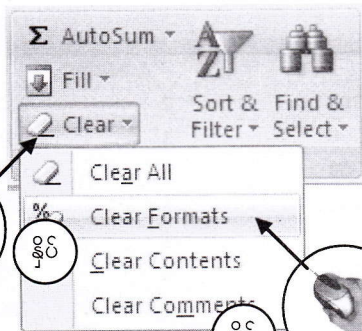 Σ AutoSum
A
Z
Fill
Sort & Filter
Find & Select
Clear
Clear All
Clear Formats
Clear Contents
Clear Comments